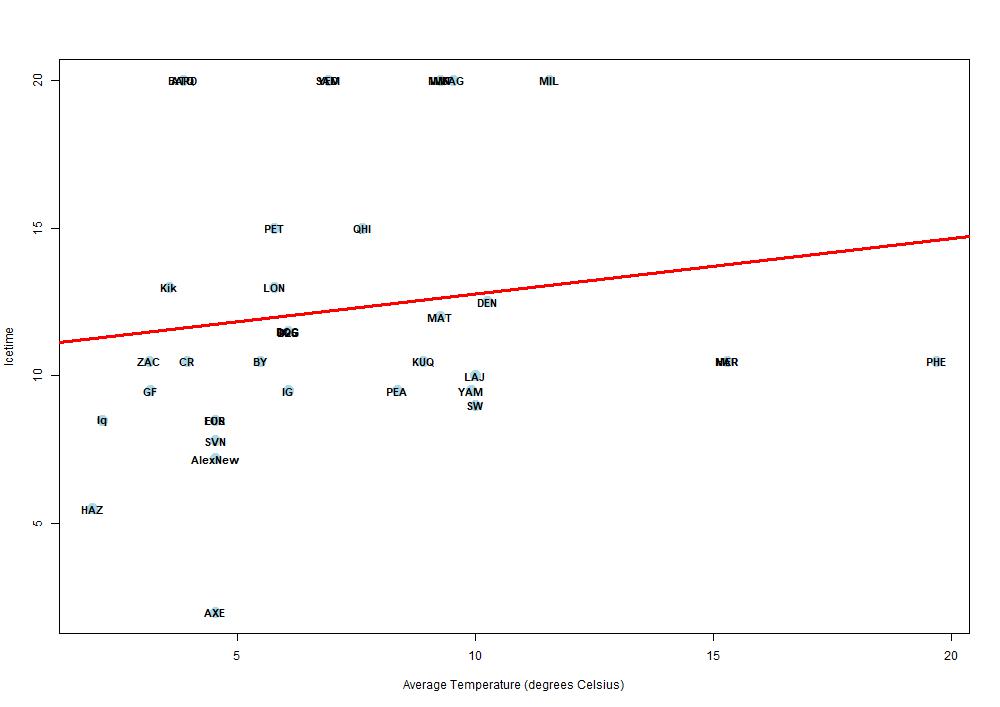 20
MIL
15
PET
QHI
Kik
LON
DEN
MAT
ZAC
CR
BY
KUQ
PHE
10
LAJ
GF
IG
PEA
YAM
SW
Iq
SVN
AlexNew
HAZ
5
AXE
Icetime
5
10
15
20
Average Temperature (degrees Celsius)